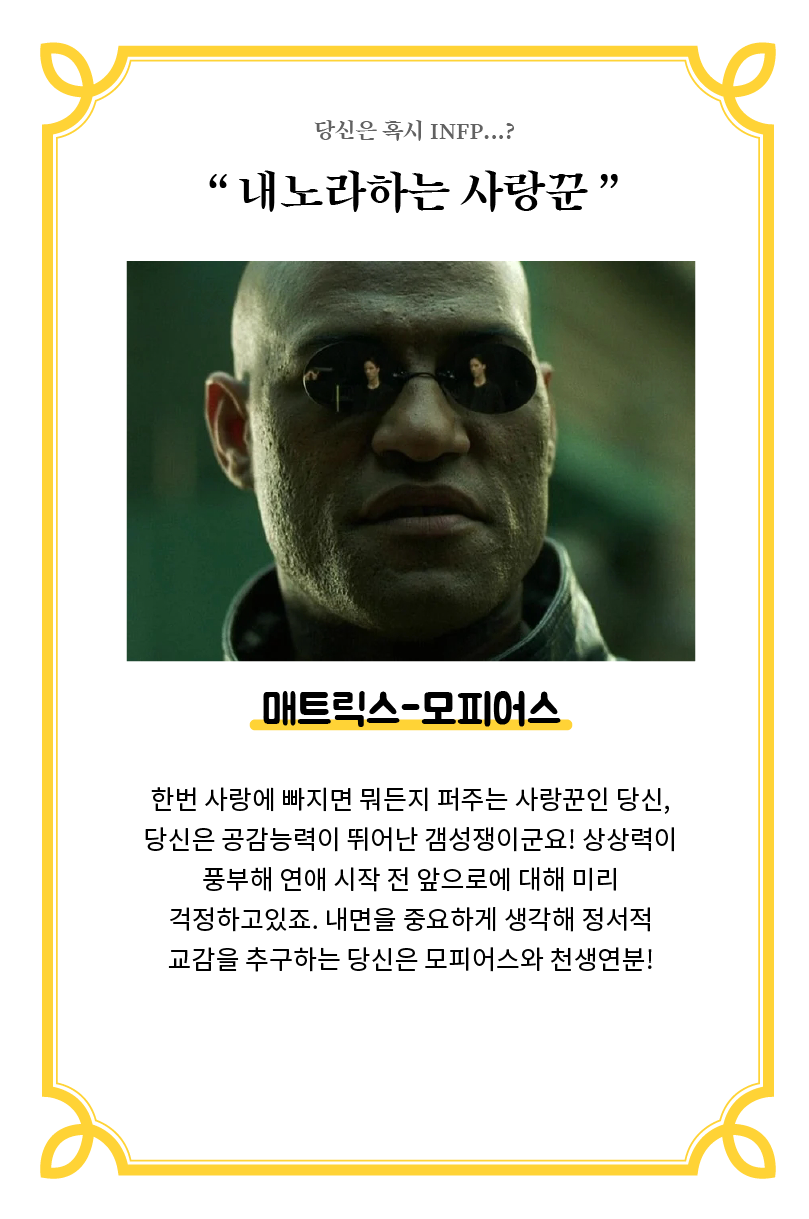 당신은 혹시 INFP...?
“ 내노라하는 사랑꾼 ”
매트릭스-모피어스
한번 사랑에 빠지면 뭐든지 퍼주는 사랑꾼인 당신,
당신은 공감능력이 뛰어난 갬성쟁이군요! 상상력이
풍부해 연애 시작 전 앞으로에 대해 미리
걱정하고있죠. 내면을 중요하게 생각해 정서적
교감을 추구하는 당신은 모피어스와 천생연분!